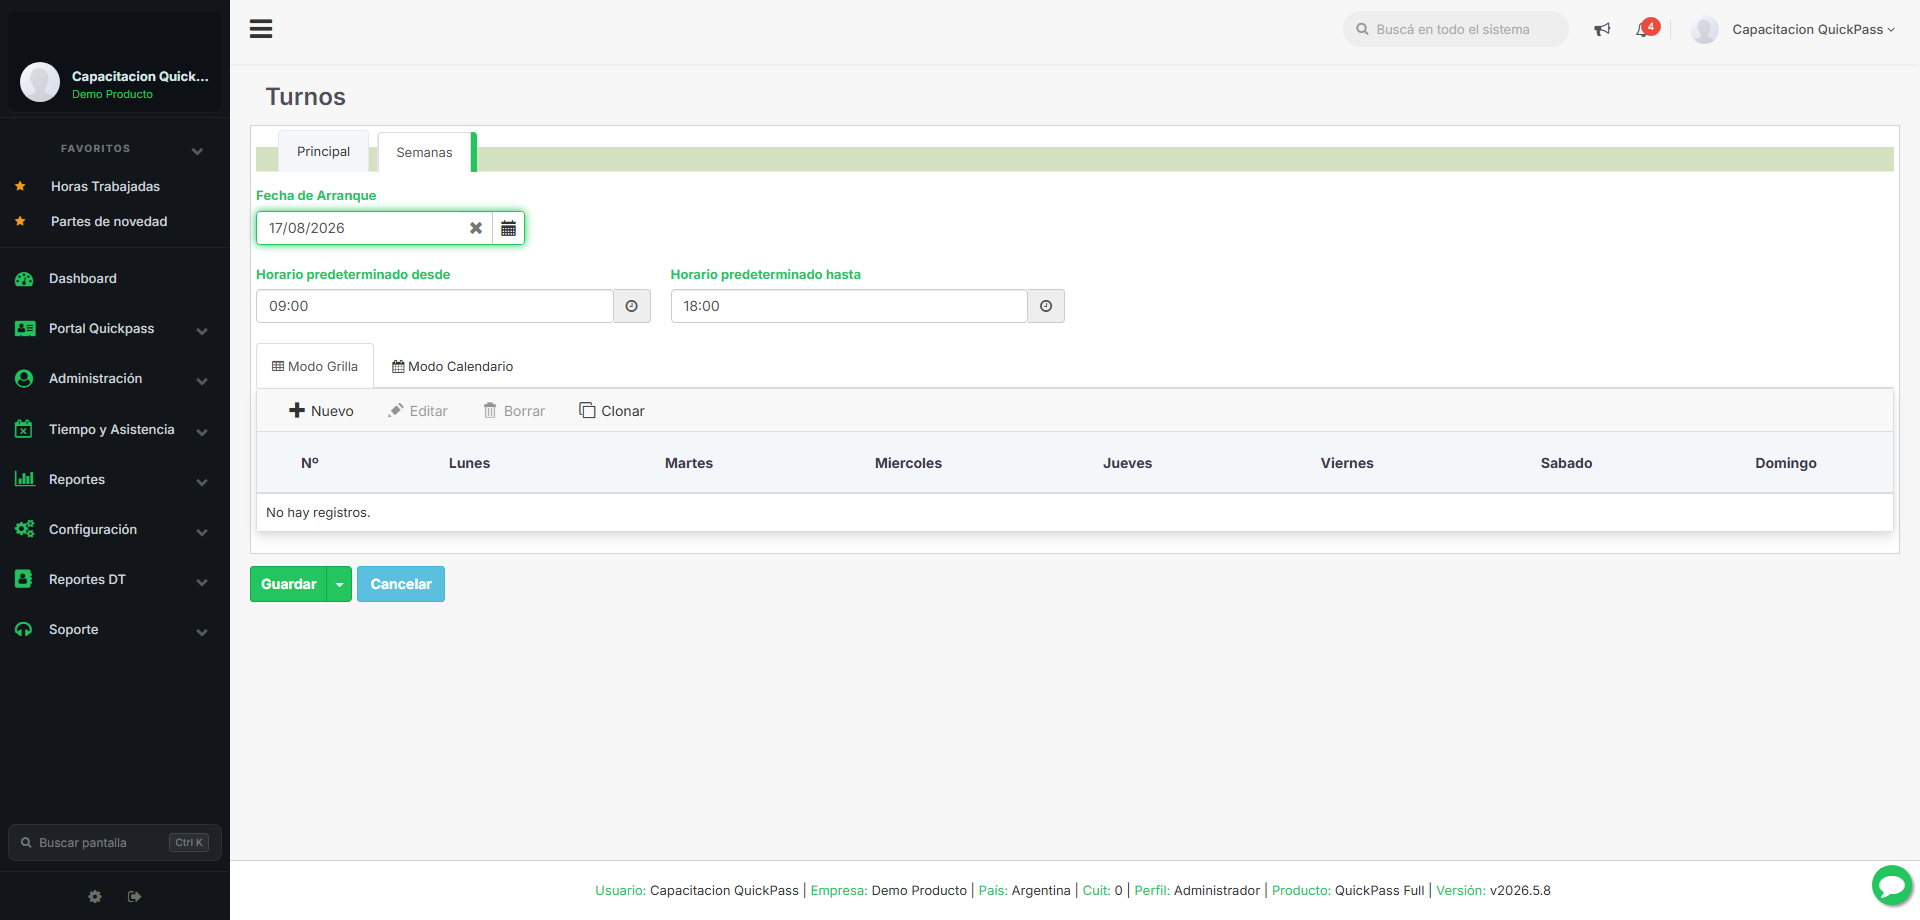 Capacitacion Quick...
Demo Producto
FAVORITOS
Horas Trabajadas
Partes de novedad
Dashboard
Portal Quickpass
Administración
Tiempo y Asistencia
Reportes
Configuración
Reportes DT
Soporte
Buscar pantalla Ctrl K
Buscá en todo el sistema
4
Capacitacion QuickPass
Turnos
Principal Semanas
Fecha de Arranque
17/08/2026
Horario predeterminado desde Horario predeterminado hasta
09:00 18:00
Modo Grilla Modo Calendario
Nuevo Editar Borrar Clonar
Nº Lunes Martes Miercoles Jueves Viernes Sabado Domingo
No hay registros.
Guardar Cancelar
Usuario: Capacitacion QuickPass | Empresa: Demo Producto | País: Argentina | Cuit: 0 | Perfil: Administrador | Producto: QuickPass Full | Versión: v2026.5.8